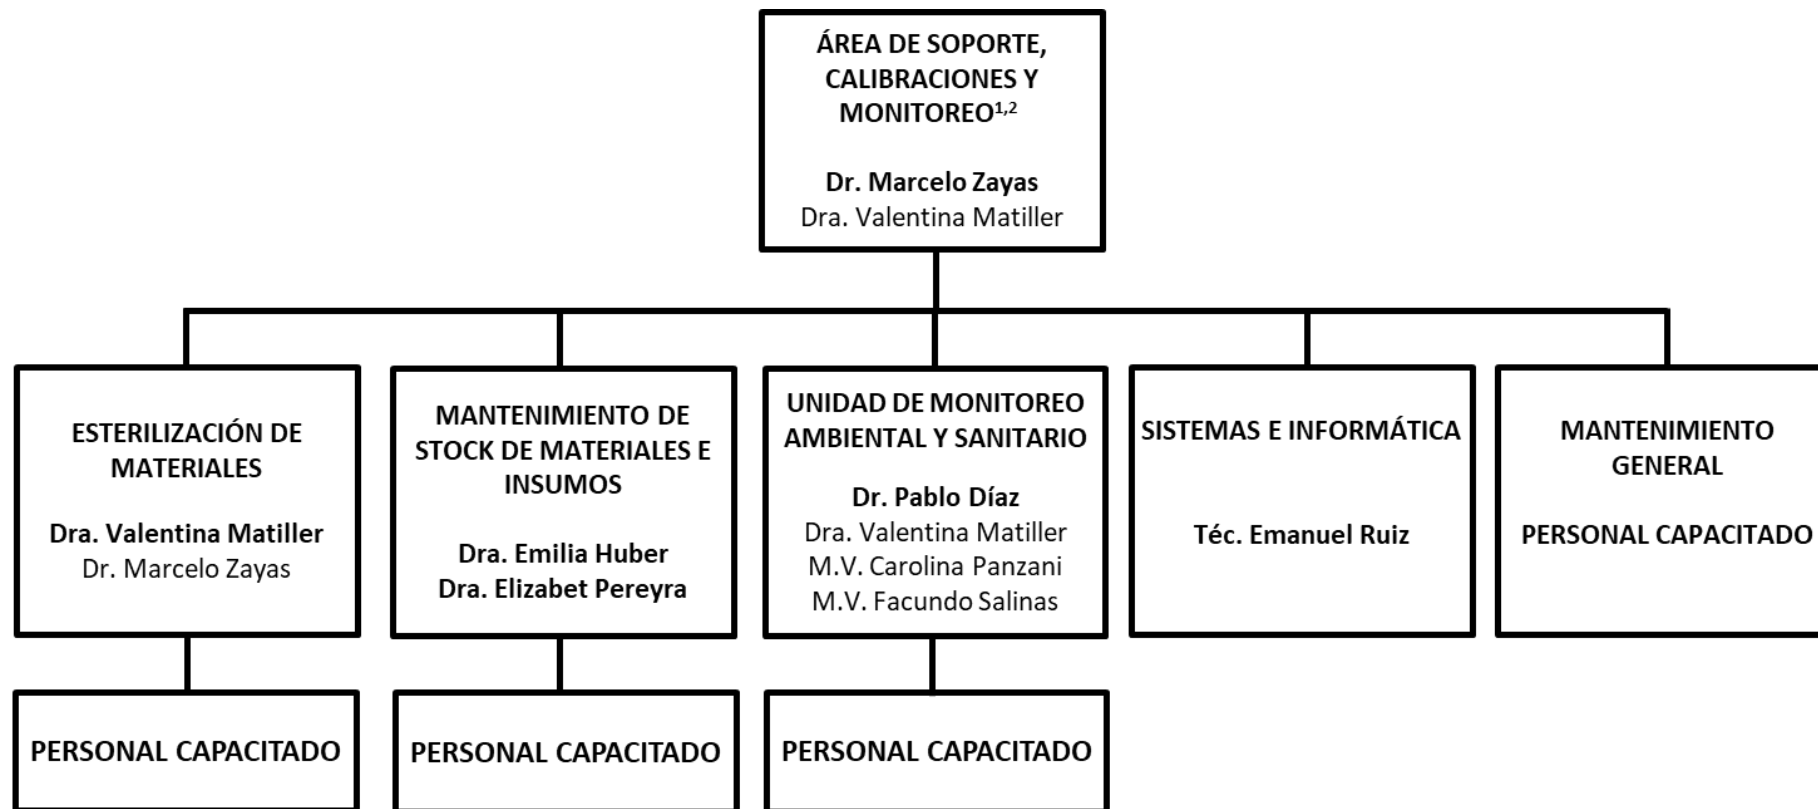 ÁREA DE SOPORTE,
CALIBRACIONES Y
MONITOREO¹,²
Dr. Marcelo Zayas
Dra. Valentina Matiller
ESTERILIZACIÓN DE
MATERIALES
Dra. Valentina Matiller
Dr. Marcelo Zayas
MANTENIMIENTO DE
STOCK DE MATERIALES E
INSUMOS
Dra. Emilia Huber
Dra. Elizabet Pereyra
UNIDAD DE MONITOREO
AMBIENTAL Y SANITARIO
Dr. Pablo Díaz
Dra. Valentina Matiller
M.V. Carolina Panzani
M.V. Facundo Salinas
SISTEMAS E INFORMÁTICA
Téc. Emanuel Ruiz
MANTENIMIENTO
GENERAL
PERSONAL CAPACITADO
PERSONAL CAPACITADO
PERSONAL CAPACITADO
PERSONAL CAPACITADO